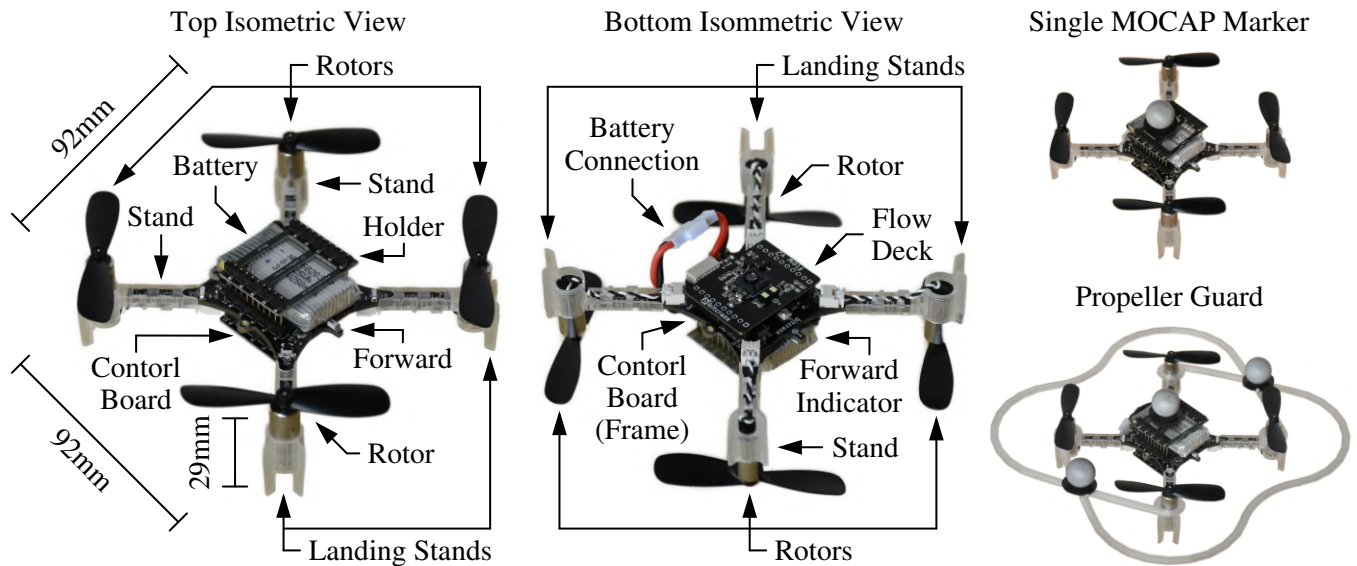 Top Isometric View
Rotors
92mm
Battery
Stand
Stand
Holder
Contorl
Board
Forward
92mm
29mm
Rotor
Landing Stands
Bottom Isommetric View
Landing Stands
Battery
Connection
Rotor
Flow
Deck
Contorl
Board
(Frame)
Forward
Indicator
Stand
Rotors
Single MOCAP Marker
Propeller Guard